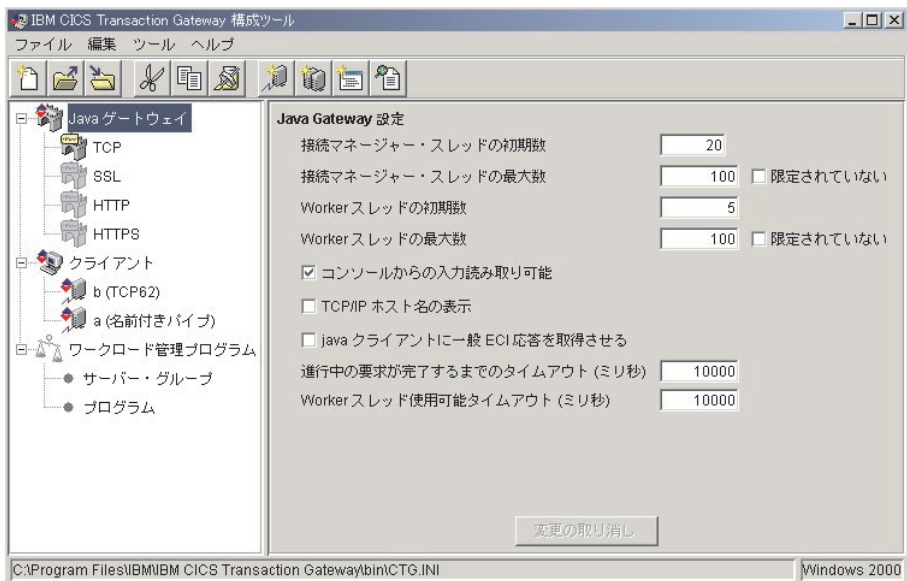 IBM CICS Transaction Gateway 構成ツール
ファイル 編集 ツール ヘルプ
Java ゲートウェイ
TCP
SSL
HTTP
HTTPS
クライアント
b (TCP62)
a (名前付きパイプ)
ワークロード管理プログラム
サーバー・グループ
プログラム
Java Gateway 設定
接続マネージャー・スレッドの初期数 20
接続マネージャー・スレッドの最大数 100 限定されていない
Worker スレッドの初期数 5
Worker スレッドの最大数 100 限定されていない
コンソールからの入力読み取り可能
TCP/IP ホスト名の表示
java クライアントに一般 ECI 応答を取得させる
進行中の要求が完了するまでのタイムアウト (ミリ秒) 10000
Worker スレッド使用可能タイムアウト (ミリ秒) 10000
変更の取り消し
C:\Program Files\IBM\IBM CICS Transaction Gateway\bin\CTG.INI Windows 2000